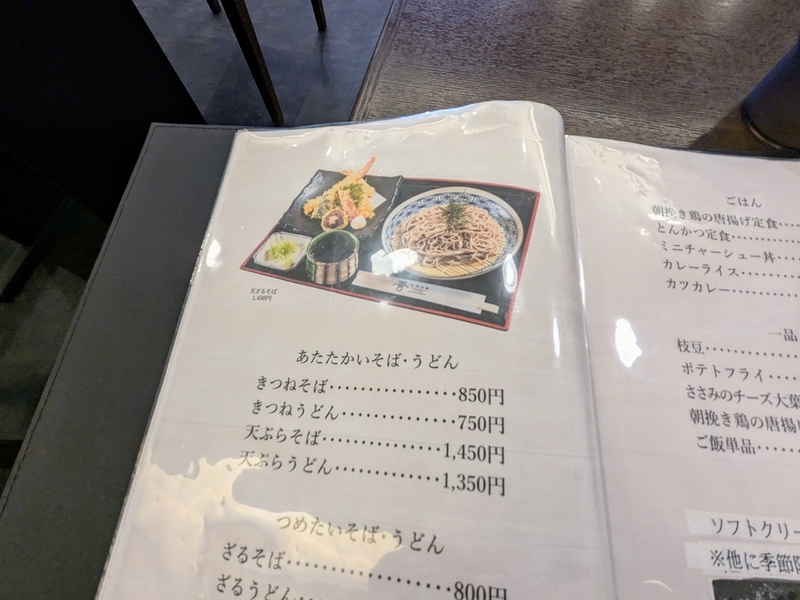 天ざるそば
1,450円
あたたかいそば・うどん
きつねそば................850円
きつねうどん..............750円
天ぷらそば................1,450円
天ぷらうどん..............1,350円
つめたいそば・うどん
ざるそば..................800円
ざるうどん...
ごはん
朝挽き鶏の唐揚げ定食...
とんかつ定食...
ミニチャーシュー丼...
カレーライス...
カツカレー...
一品
枝豆...
ポテトフライ...
ささみのチーズ大葉
朝挽き鶏の唐揚げ
ご飯単品...
ソフトクリー
※他に季節限